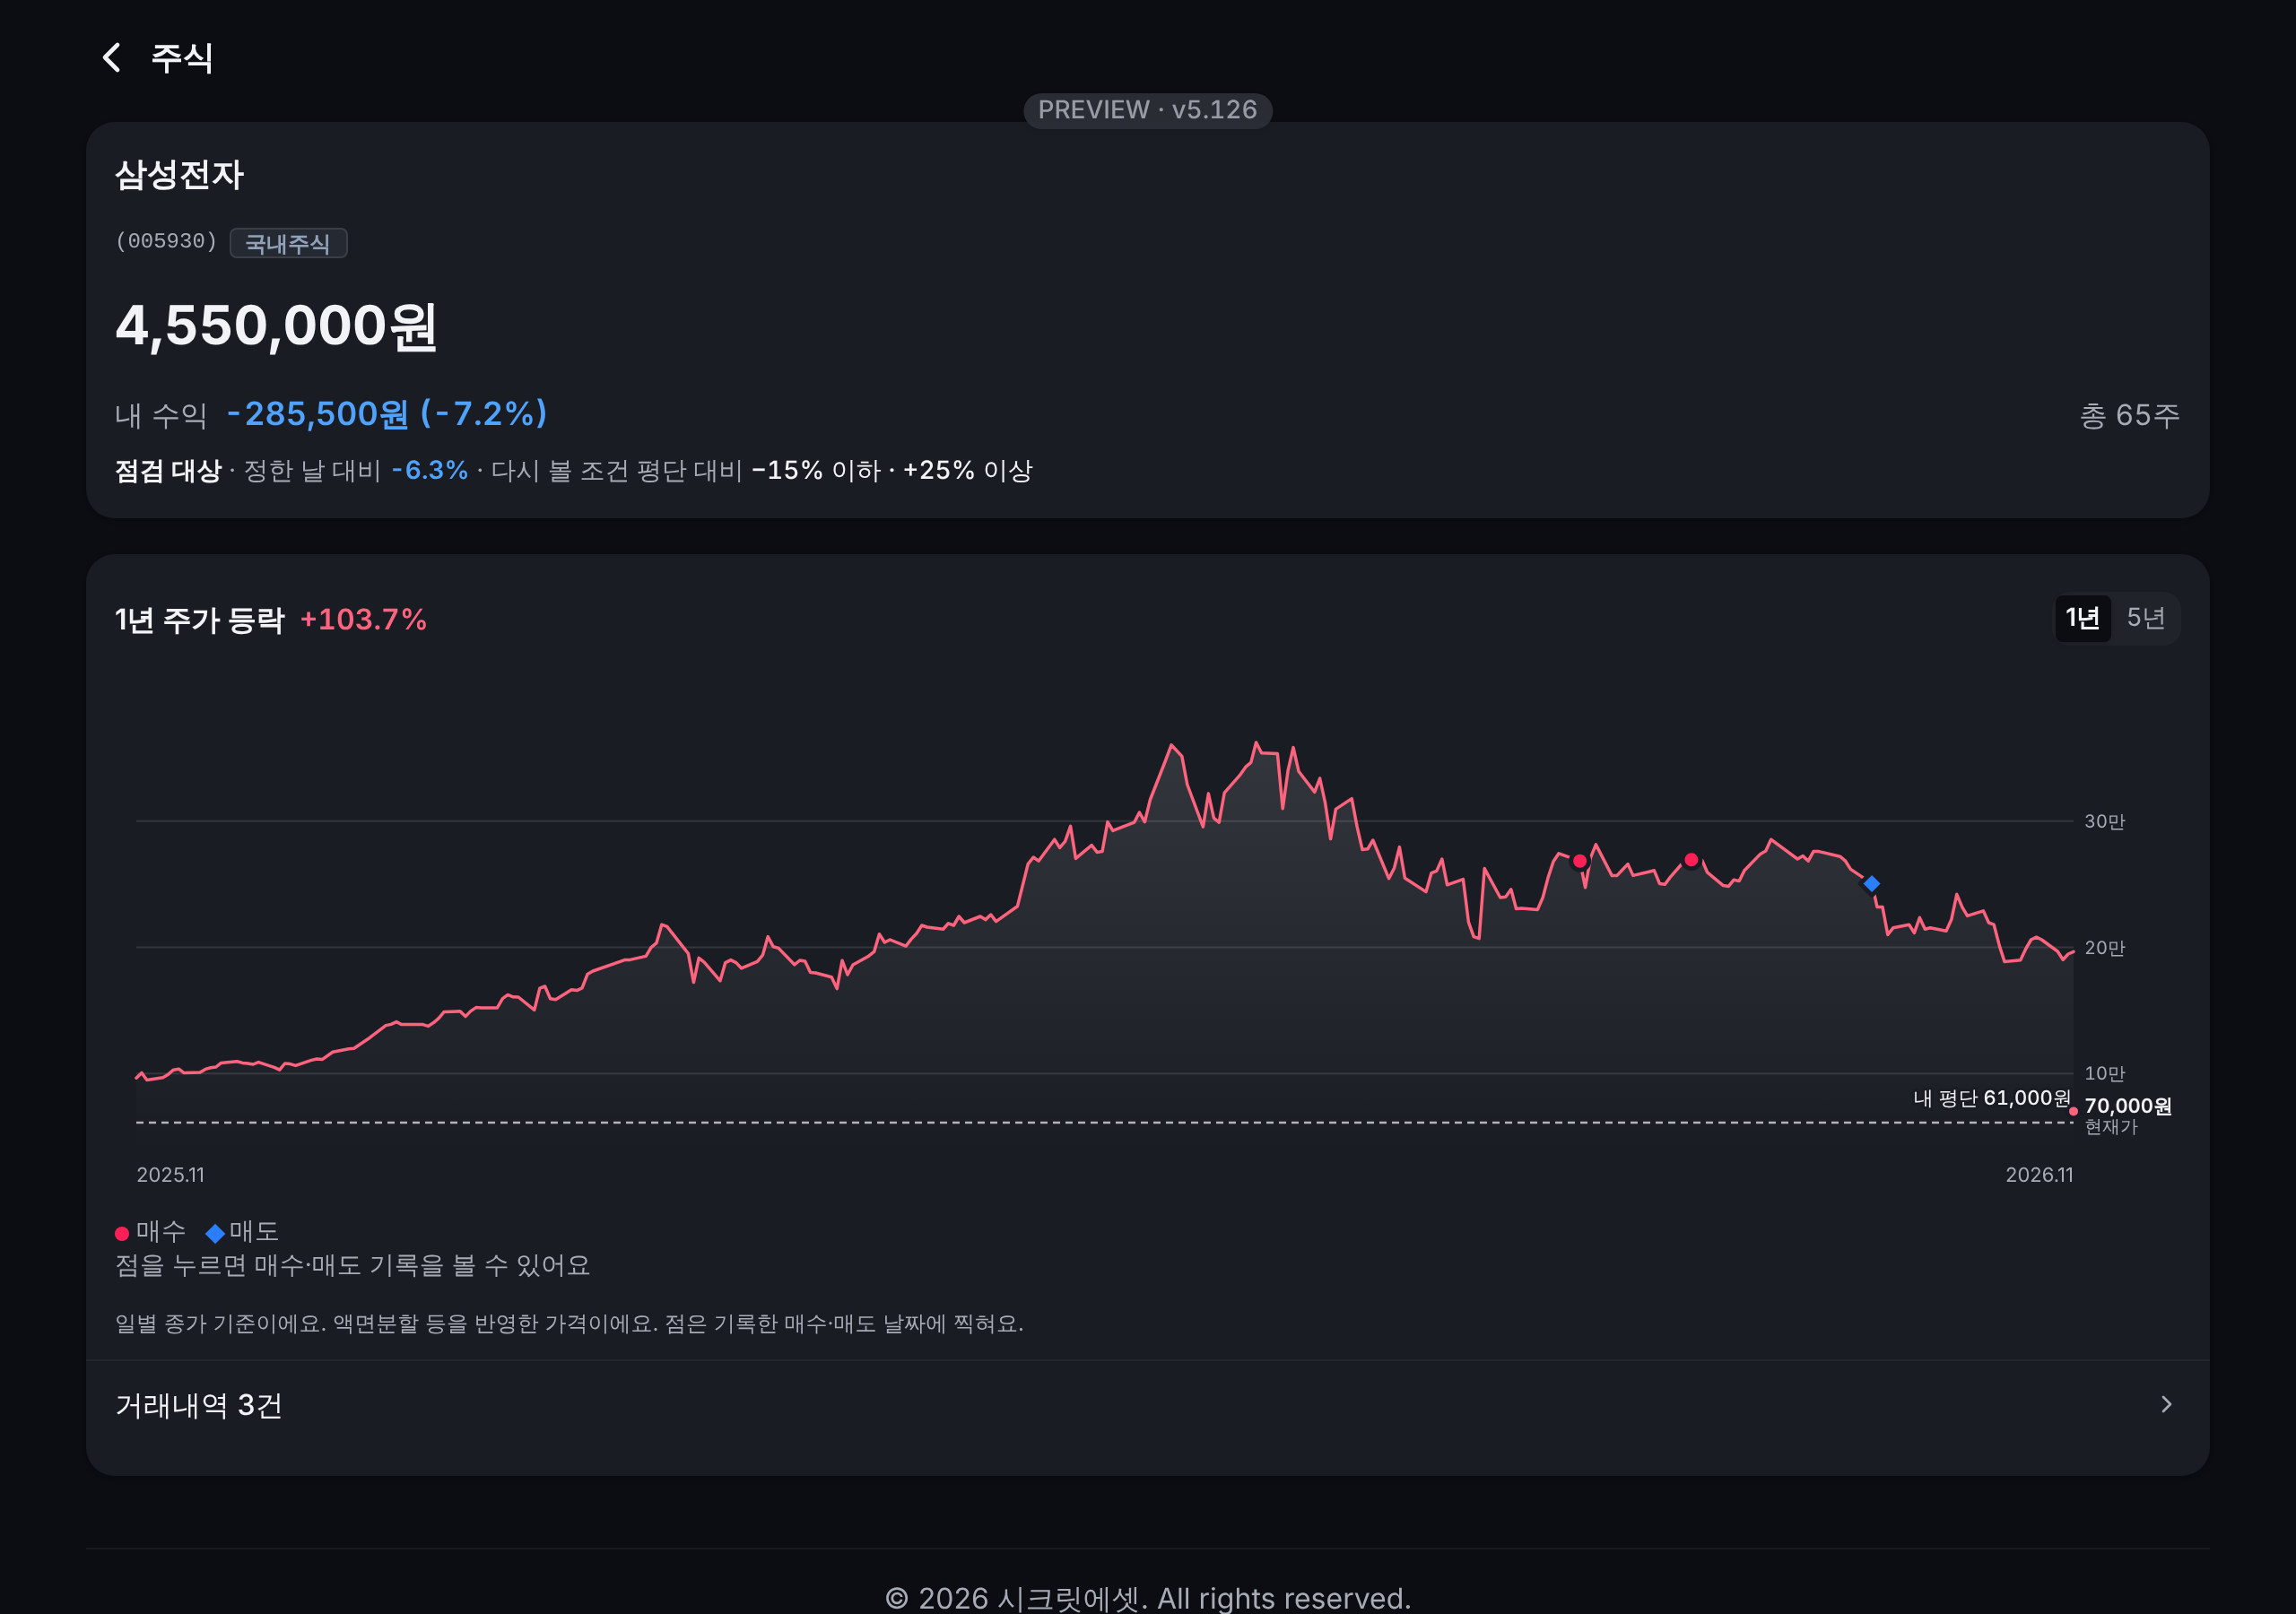 주식
PREVIEW · v5.126
삼성전자
(005930) 국내주식
4,550,000원
내 수익 -285,500원 (-7.2%)
총 65주
점검 대상 · 정한 날 대비 -6.3% · 다시 볼 조건 평단 대비 −15% 이하 · +25% 이상
1년 주가 등락 +103.7%
1년 5년
30만
20만
10만
내 평단 61,000원
70,000원
현재가
2025.11
2026.11
매수 매도
점을 누르면 매수·매도 기록을 볼 수 있어요
일별 종가 기준이에요. 액면분할 등을 반영한 가격이에요. 점은 기록한 매수·매도 날짜에 찍혀요.
거래내역 3건
© 2026 시크릿에셋. All rights reserved.